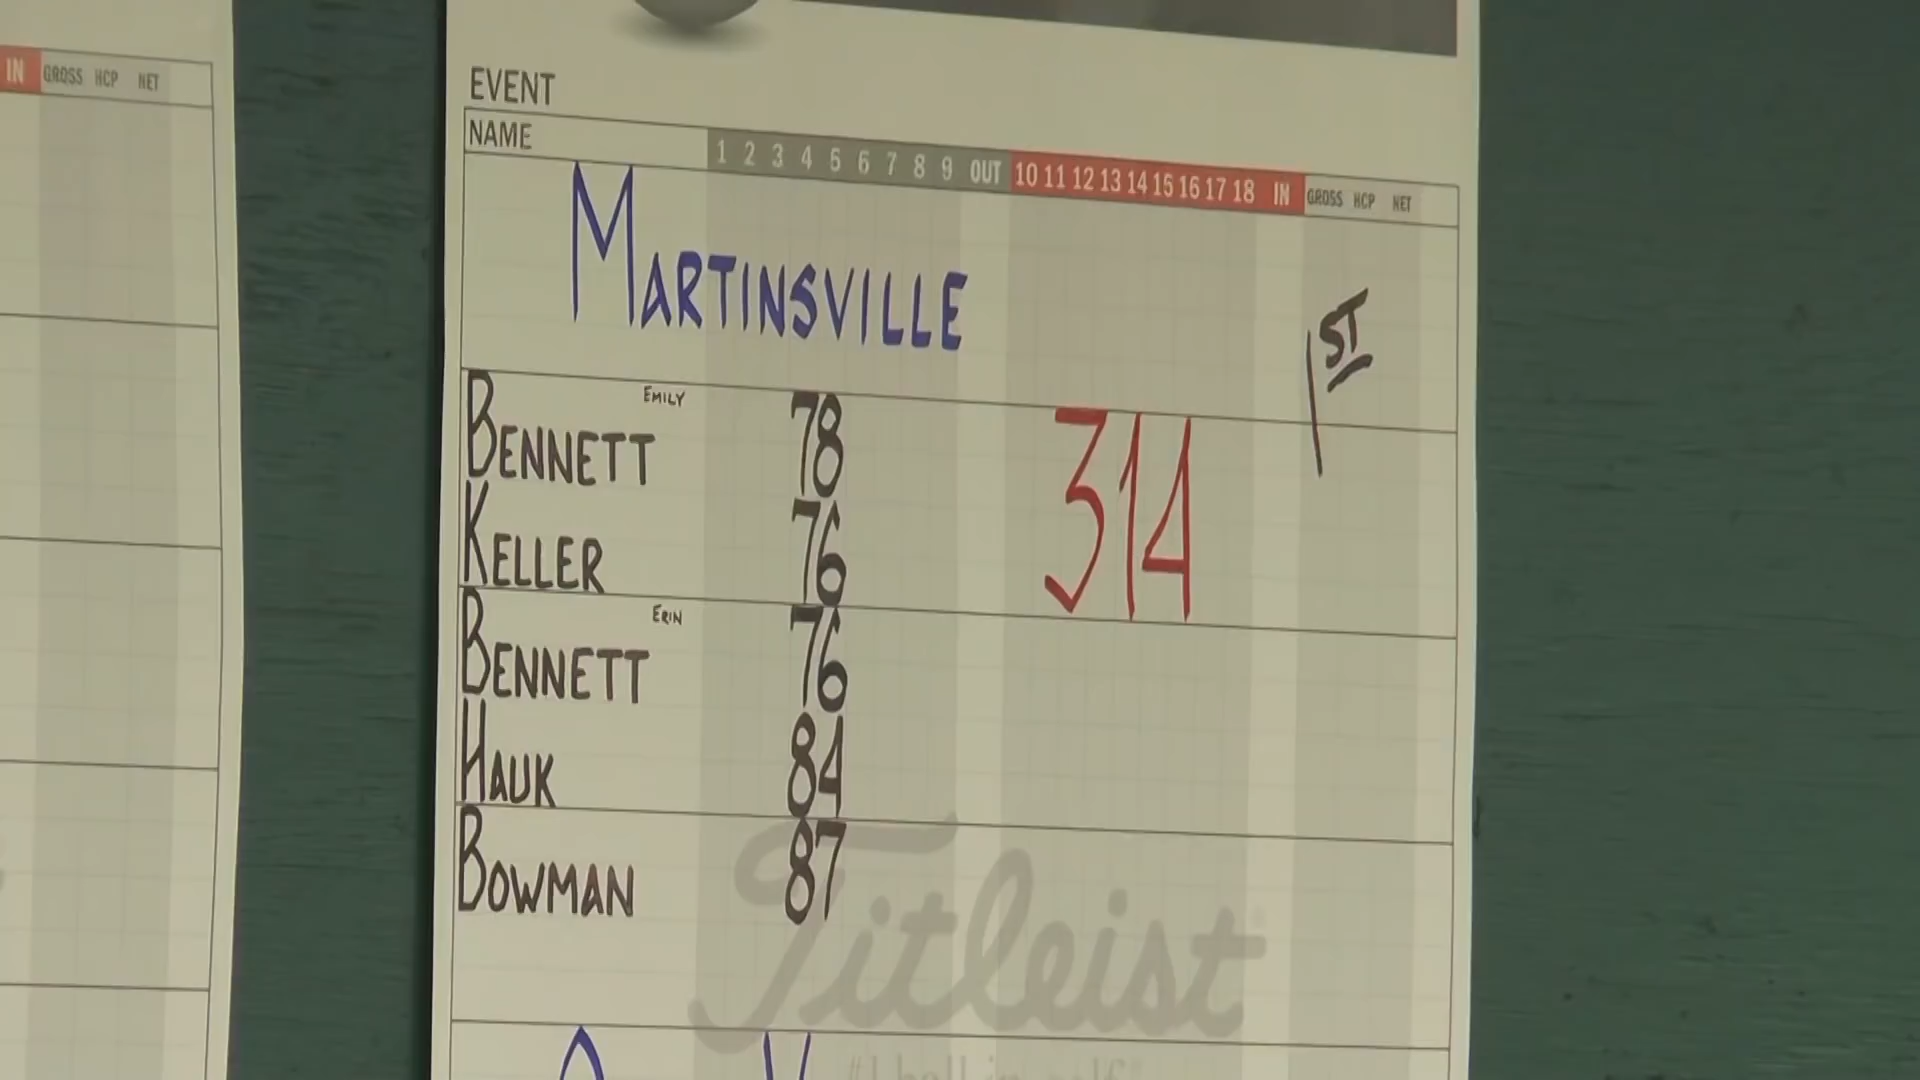 IN GROSS HCP NET
EVENT
NAME 1 2 3 4 5 6 7 8 9 OUT 10 11 12 13 14 15 16 17 18 IN GROSS HCP NET
MARTINSVILLE
1ST
BENNETT EMILY 78 314
KELLER 76
BENNETT ERIN 76
HAUK 84
BOWMAN 87
Titleist